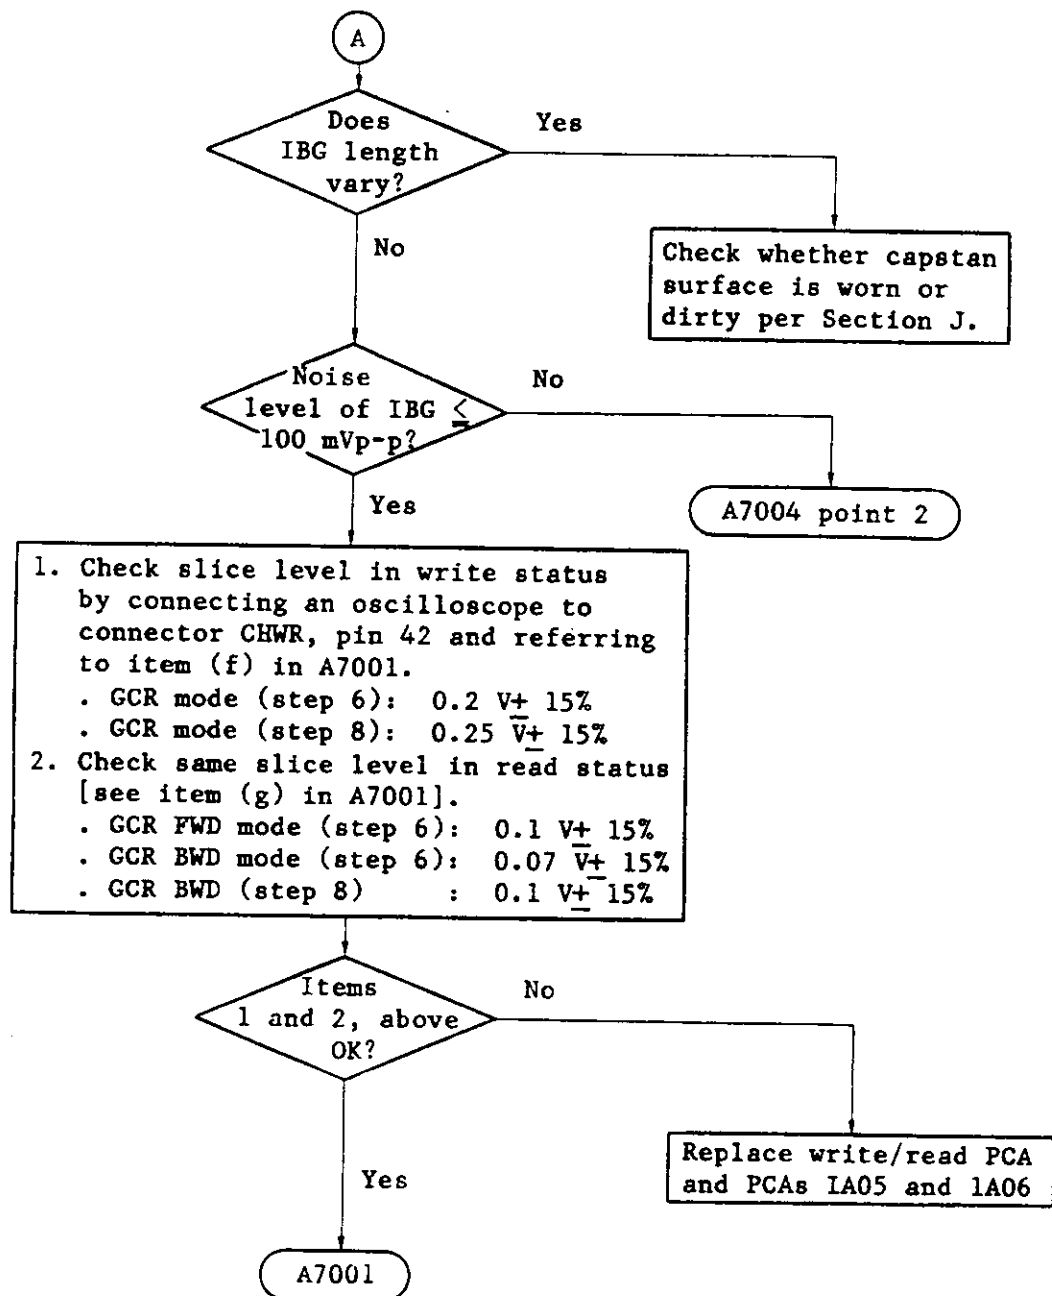 A
Does
IBG length
vary?
Yes
No
Check whether capstan
surface is worn or
dirty per Section J.
Noise
level of IBG ≤
100 mVp-p?
No
Yes
A7004 point 2
1. Check slice level in write status
by connecting an oscilloscope to
connector CHWR, pin 42 and referring
to item (f) in A7001.
. GCR mode (step 6): 0.2 V± 15%
. GCR mode (step 8): 0.25 V± 15%
2. Check same slice level in read status
[see item (g) in A7001].
. GCR FWD mode (step 6): 0.1 V± 15%
. GCR BWD mode (step 6): 0.07 V± 15%
. GCR BWD (step 8) : 0.1 V± 15%
Items
1 and 2, above
OK?
No
Yes
Replace write/read PCA
and PCAs 1A05 and 1A06
A7001